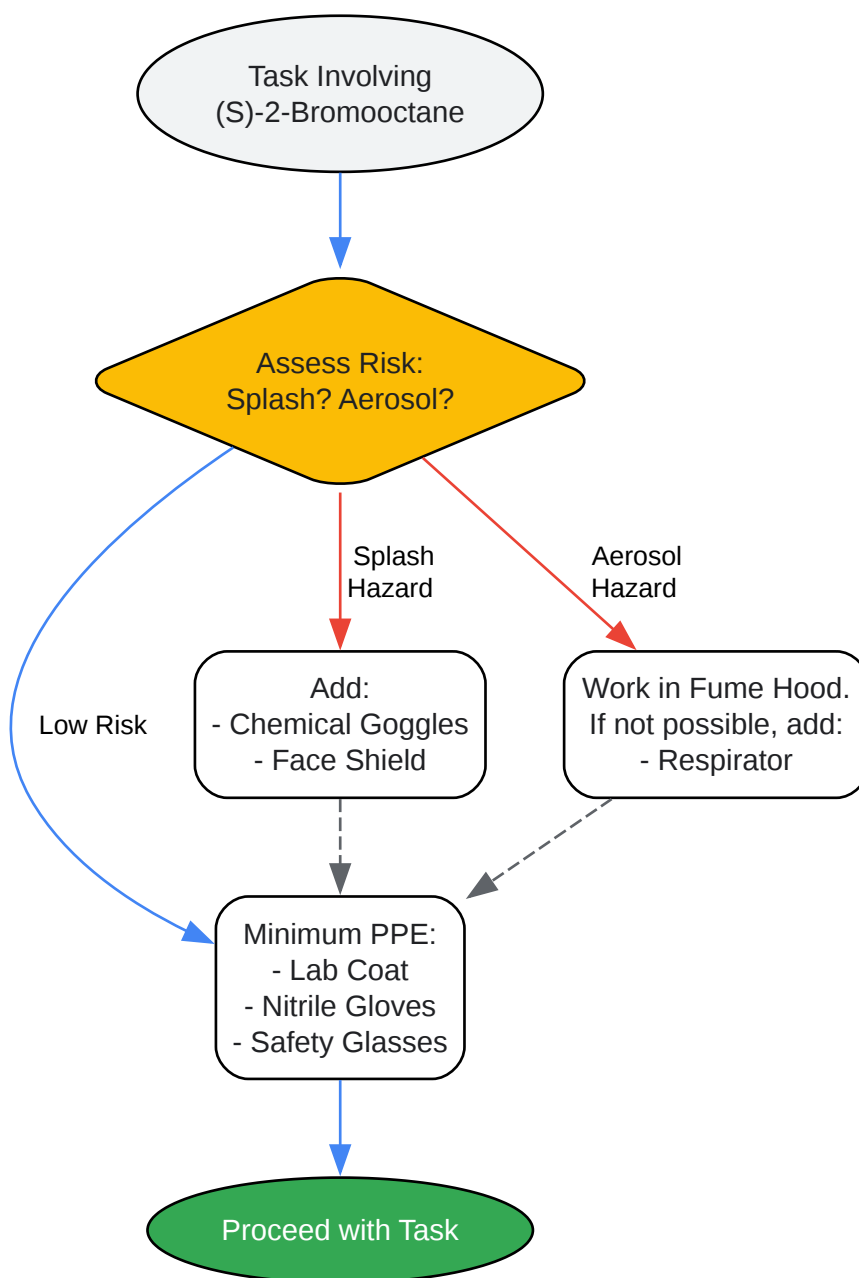 Task Involving
(S)-2-Bromooctane
Assess Risk:
Splash? Aerosol?
Splash
Hazard
Aerosol
Hazard
Low Risk
Add:
- Chemical Goggles
- Face Shield
Work in Fume Hood.
If not possible, add:
- Respirator
Minimum PPE:
- Lab Coat
- Nitrile Gloves
- Safety Glasses
Proceed with Task